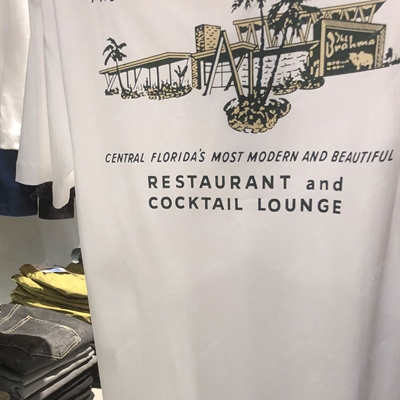 The
Brahma
CENTRAL FLORIDA'S MOST MODERN AND BEAUTIFUL
RESTAURANT and
COCKTAIL LOUNGE